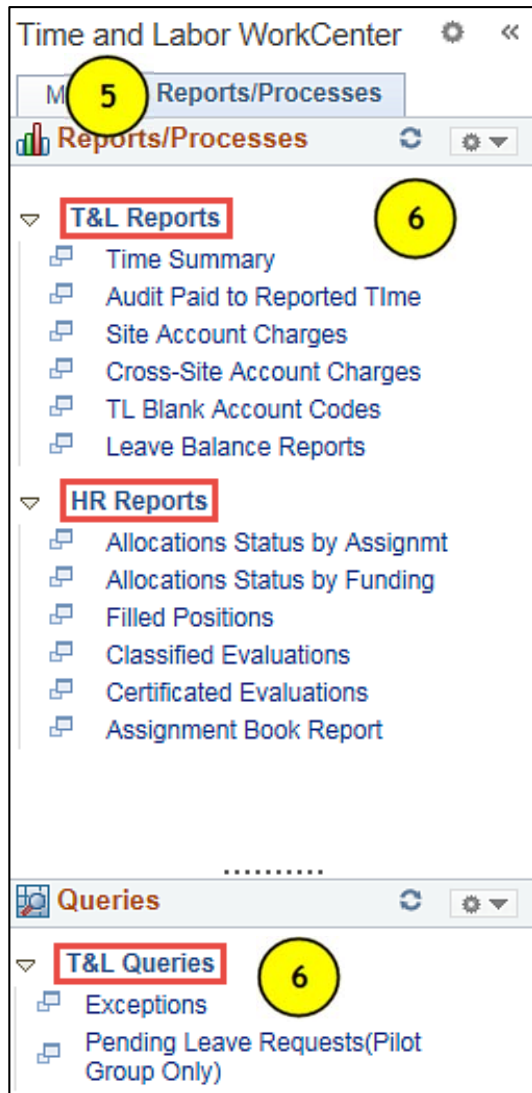 Time and Labor WorkCenter
M 5 Reports/Processes
Reports/Processes
T&L Reports 6
Time Summary
Audit Paid to Reported TIme
Site Account Charges
Cross-Site Account Charges
TL Blank Account Codes
Leave Balance Reports
HR Reports
Allocations Status by Assignmt
Allocations Status by Funding
Filled Positions
Classified Evaluations
Certificated Evaluations
Assignment Book Report
Queries
T&L Queries 6
Exceptions
Pending Leave Requests(Pilot
Group Only)